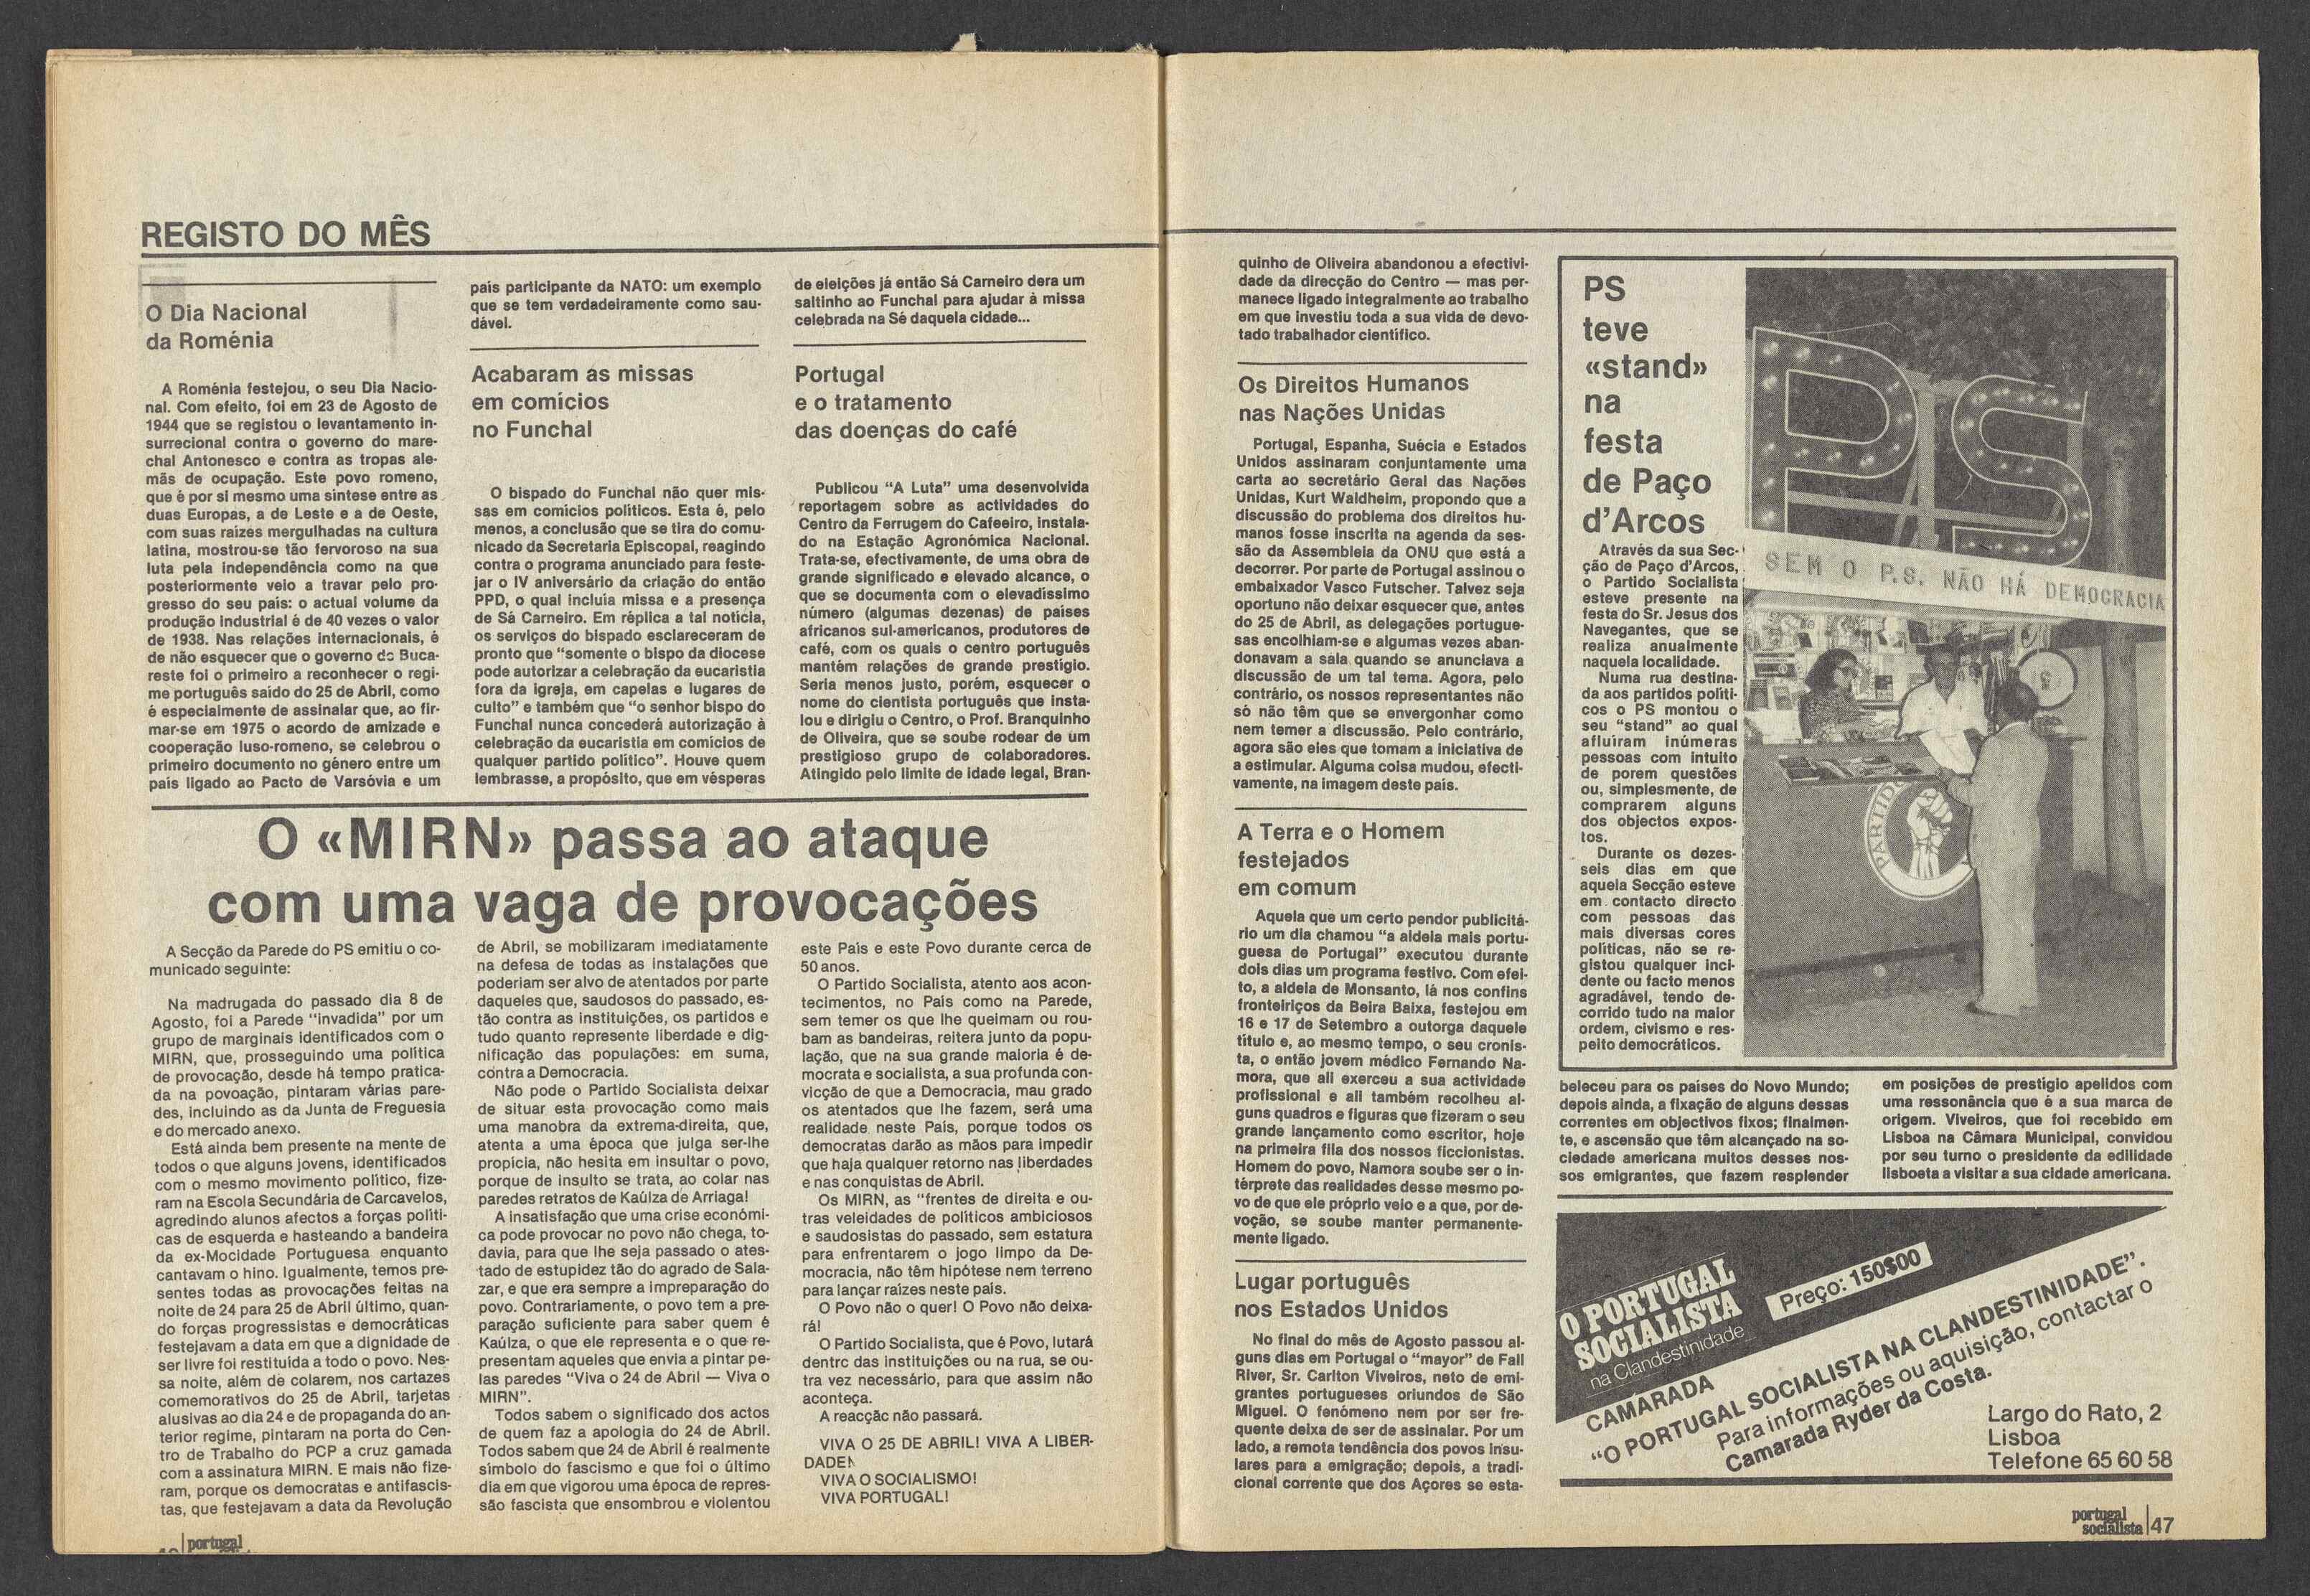 REGISTO DO MÊS
O Dia Nacional
da Roménia
A Roménia festejou, o seu Dia Nacio-
nal. Com efeito, foi em 23 de Agosto de
1944 que se registou o levantamento in-
surrecional contra o governo do mare-
chal Antonesco e contra as tropas ale-
mãs de ocupação. Este povo romeno,
que é por si mesmo uma síntese entre as
duas Europas, a de Leste e a de Oeste,
com suas raízes mergulhadas na cultura
latina, mostrou-se tão fervoroso na sua
luta pela independência como na que
posteriormente veio a travar pelo pro-
gresso do seu país: o actual volume da
produção industrial é de 40 vezes o valor
de 1938. Nas relações internacionais, é
de não esquecer que o governo de Buca-
reste foi o primeiro a reconhecer o regi-
me português saído do 25 de Abril, como
é especialmente de assinalar que, ao fir-
mar-se em 1975 o acordo de amizade e
cooperação luso-romeno, se celebrou o
primeiro documento no género entre um
país ligado ao Pacto de Varsóvia e um
país participante da NATO: um exemplo
que se tem verdadeiramente como sau-
dável.
Acabaram as missas
em comícios
no Funchal
O bispado do Funchal não quer mis-
sas em comícios políticos. Esta é, pelo
menos, a conclusão que se tira do comu-
nicado da Secretaria Episcopal, reagindo
contra o programa anunciado para feste-
jar o IV aniversário da criação do então
PPD, o qual incluía missa e a presença
de Sá Carneiro. Em réplica a tal notícia,
os serviços do bispado esclareceram de
pronto que "somente o bispo da diocese
pode autorizar a celebração da eucaristia
fora da igreja, em capelas e lugares de
culto" e também que "o senhor bispo do
Funchal nunca concederá autorização à
celebração da eucaristia em comícios de
qualquer partido político". Houve quem
lembrasse, a propósito, que em vésperas
de eleições já então Sá Carneiro dera um
saltinho ao Funchal para ajudar à missa
celebrada na Sé daquela cidade...
Portugal
e o tratamento
das doenças do café
Publicou "A Luta" uma desenvolvida
reportagem sobre as actividades do
Centro da Ferrugem do Cafeeiro, instala-
do na Estação Agronómica Nacional.
Trata-se, efectivamente, de uma obra de
grande significado e elevado alcance, o
que se documenta com o elevadíssimo
número (algumas dezenas) de países
africanos sul-americanos, produtores de
café, com os quais o centro português
mantém relações de grande prestígio.
Seria menos justo, porém, esquecer o
nome do cientista português que insta-
lou e dirigiu o Centro, o Prof. Branquinho
de Oliveira, que se soube rodear de um
prestigioso grupo de colaboradores.
Atingido pelo limite de idade legal, Bran-
O «MIRN» passa ao ataque
com uma vaga de provocações
A Secção da Parede do PS emitiu o co-
municado seguinte:
Na madrugada do passado dia 8 de
Agosto, foi a Parede "invadida" por um
grupo de marginais identificados com o
MIRN, que, prosseguindo uma política
de provocação, desde há tempo pratica-
da na povoação, pintaram várias pare-
des, incluindo as da Junta de Freguesia
e do mercado anexo.
Está ainda bem presente na mente de
todos o que alguns jovens, identificados
com o mesmo movimento político, fize-
ram na Escola Secundária de Carcavelos,
agredindo alunos afectos a forças políti-
cas de esquerda e hasteando a bandeira
da ex-Mocidade Portuguesa enquanto
cantavam o hino. Igualmente, temos pre-
sentes todas as provocações feitas na
noite de 24 para 25 de Abril último, quan-
do forças progressistas e democráticas
festejavam a data em que a dignidade de
ser livre foi restituída a todo o povo. Nes-
sa noite, além de colarem, nos cartazes
comemorativos do 25 de Abril, tarjetas
alusivas ao dia 24 e de propaganda do an-
terior regime, pintaram na porta do Cen-
tro de Trabalho do PCP a cruz gamada
com a assinatura MIRN. E mais não fize-
ram, porque os democratas e antifascis-
tas, que festejavam a data da Revolução
de Abril, se mobilizaram imediatamente
na defesa de todas as instalações que
poderiam ser alvo de atentados por parte
daqueles que, saudosos do passado, es-
tão contra as instituições, os partidos e
tudo quanto represente liberdade e dig-
nificação das populações: em suma,
contra a Democracia.
Não pode o Partido Socialista deixar
de situar esta provocação como mais
uma manobra da extrema-direita, que,
atenta a uma época que julga ser-lhe
propícia, não hesita em insultar o povo,
porque de insulto se trata, ao colar nas
paredes retratos de Kaúlza de Arriaga!
A insatisfação que uma crise económi-
ca pode provocar no povo não chega, to-
davia, para que lhe seja passado o ates-
tado de estupidez tão do agrado de Sala-
zar, e que era sempre a impreparação do
povo. Contrariamente, o povo tem a pre-
paração suficiente para saber quem é
Kaúlza, o que ele representa e o que re-
presentam aqueles que envia a pintar pe-
las paredes "Viva o 24 de Abril — Viva o
MIRN".
Todos sabem o significado dos actos
de quem faz a apologia do 24 de Abril.
Todos sabem que 24 de Abril é realmente
símbolo do fascismo e que foi o último
dia em que vigorou uma época de repres-
são fascista que ensombrou e violentou
este País e este Povo durante cerca de
50 anos.
O Partido Socialista, atento aos acon-
tecimentos, no País como na Parede,
sem temer os que lhe queimam ou rou-
bam as bandeiras, reitera junto da popu-
lação, que na sua grande maioria é de-
mocrata e socialista, a sua profunda con-
vicção de que a Democracia, mau grado
os atentados que lhe fazem, será uma
realidade neste País, porque todos os
democratas darão as mãos para impedir
que haja qualquer retorno nas liberdades
e nas conquistas de Abril.
Os MIRN, as "frentes de direita e ou-
tras veleidades de políticos ambiciosos
e saudosistas do passado, sem estatura
para enfrentarem o jogo limpo da De-
mocracia, não têm hipótese nem terreno
para lançar raízes neste país.
O Povo não o quer! O Povo não deixa-
rá!
O Partido Socialista, que é Povo, lutará
dentro das instituições ou na rua, se ou-
tra vez necessário, para que assim não
aconteça.
A reacção não passará.
VIVA O 25 DE ABRIL! VIVA A LIBER-
DADE!
VIVA O SOCIALISMO!
VIVA PORTUGAL!
portugal
quinho de Oliveira abandonou a efectivi-
dade da direcção do Centro — mas per-
manece ligado integralmente ao trabalho
em que investiu toda a sua vida de devo-
tado trabalhador científico.
Os Direitos Humanos
nas Nações Unidas
Portugal, Espanha, Suécia e Estados
Unidos assinaram conjuntamente uma
carta ao secretário Geral das Nações
Unidas, Kurt Waldheim, propondo que a
discussão do problema dos direitos hu-
manos fosse inscrita na agenda da ses-
são da Assembleia da ONU que está a
decorrer. Por parte de Portugal assinou o
embaixador Vasco Futscher. Talvez seja
oportuno não deixar esquecer que, antes
do 25 de Abril, as delegações portugue-
sas encolhiam-se e algumas vezes aban-
donavam a sala quando se anunciava a
discussão de um tal tema. Agora, pelo
contrário, os nossos representantes não
só não têm que se envergonhar como
nem temer a discussão. Pelo contrário,
agora são eles que tomam a iniciativa de
a estimular. Alguma coisa mudou, efecti-
vamente, na imagem deste país.
A Terra e o Homem
festejados
em comum
Aquela que um certo pendor publicitá-
rio um dia chamou "a aldeia mais portu-
guesa de Portugal" executou durante
dois dias um programa festivo. Com efei-
to, a aldeia de Monsanto, lá nos confins
fronteiriços da Beira Baixa, festejou em
16 e 17 de Setembro a outorga daquele
título e, ao mesmo tempo, o seu cronis-
ta, o então jovem médico Fernando Na-
mora, que ali exerceu a sua actividade
profissional e ali também recolheu al-
guns quadros e figuras que fizeram o seu
grande lançamento como escritor, hoje
na primeira fila dos nossos ficcionistas.
Homem do povo, Namora soube ser o in-
térprete das realidades desse mesmo po-
vo de que ele próprio veio e a que, por de-
voção, se soube manter permanente-
mente ligado.
Lugar português
nos Estados Unidos
No final do mês de Agosto passou al-
guns dias em Portugal o "mayor" de Fall
River, Sr. Carlton Viveiros, neto de emi-
grantes portugueses oriundos de São
Miguel. O fenómeno nem por ser fre-
quente deixa de ser de assinalar. Por um
lado, a remota tendência dos povos insu-
lares para a emigração; depois, a tradi-
cional corrente que dos Açores se esta-
PS
teve
«stand»
na
festa
de Paço
d'Arcos
Através da sua Sec-
ção de Paço d'Arcos,
o Partido Socialista
esteve presente na
festa do Sr. Jesus dos
Navegantes, que se
realiza anualmente
naquela localidade.
Numa rua destina-
da aos partidos políti-
cos o PS montou o
seu "stand" ao qual
afluíram inúmeras
pessoas com intuito
de porem questões
ou, simplesmente, de
comprarem alguns
dos objectos expos-
tos.
Durante os dezes-
seis dias em que
aquela Secção esteve
em contacto directo
com pessoas das
mais diversas cores
políticas, não se re-
gistou qualquer inci-
dente ou facto menos
agradável, tendo de-
corrido tudo na maior
ordem, civismo e res-
peito democráticos.
PS
SEM O P.S. NÃO HÁ DEMOCRACIA
PARTIDO
beleceu para os países do Novo Mundo;
depois ainda, a fixação de alguns dessas
correntes em objectivos fixos; finalmen-
te, e ascensão que têm alcançado na so-
ciedade americana muitos desses nos-
sos emigrantes, que fazem resplender
em posições de prestígio apelidos com
uma ressonância que é a sua marca de
origem. Viveiros, que foi recebido em
Lisboa na Câmara Municipal, convidou
por seu turno o presidente da edilidade
lisboeta a visitar a sua cidade americana.
O PORTUGAL
SOCIALISTA
na Clandestinidade
Preço: 150$00
CAMARADA
"O PORTUGAL SOCIALISTA NA CLANDESTINIDADE".
Para informações ou aquisição, contactar o
Camarada Ryder da Costa.
Largo do Rato, 2
Lisboa
Telefone 65 60 58
portugal
socialista 47